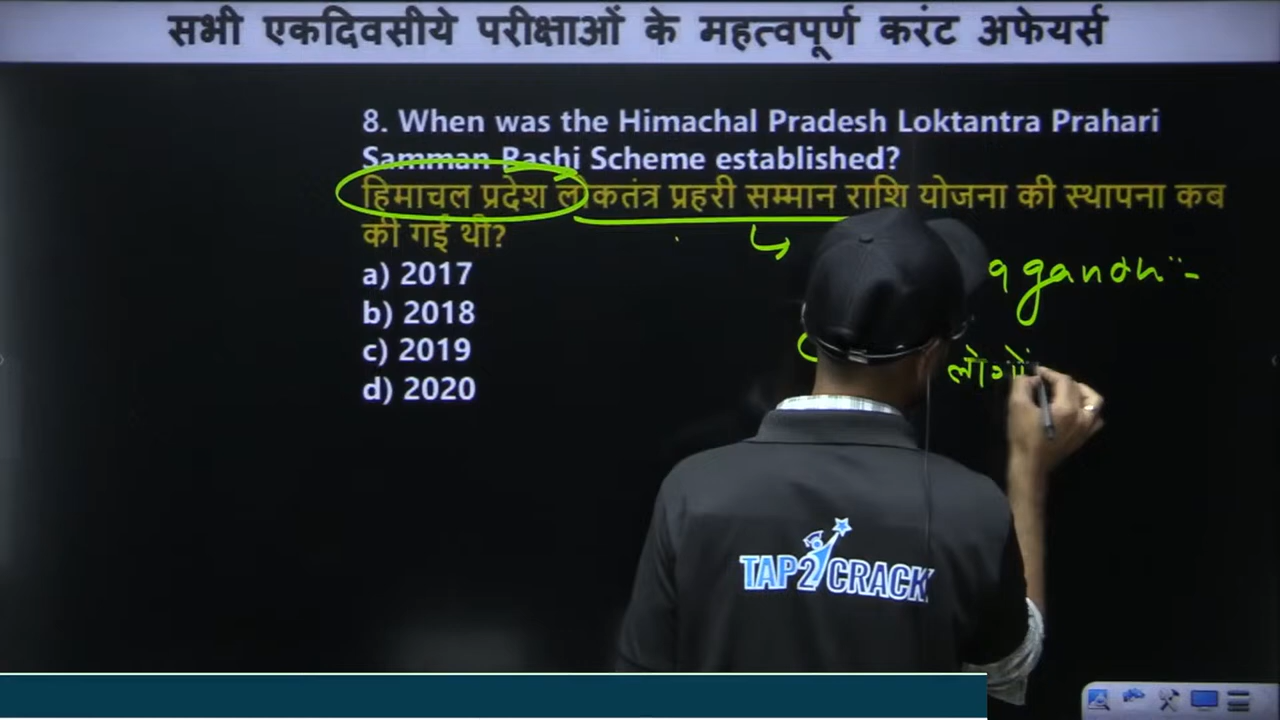 सभी एकदिवसीये परीक्षाओं के महत्वपूर्ण करंट अफेयर्स
8. When was the Himachal Pradesh Loktantra Prahari
Samman Rashi Scheme established?
हिमाचल प्रदेश लोकतंत्र प्रहरी सम्मान राशि योजना की स्थापना कब
की गई थी?
a) 2017
b) 2018
c) 2019
d) 2020
gandhi
लोगों
TAP2CRACK